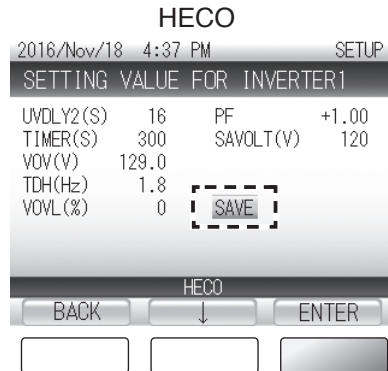 HECO
2016/Nov/18 4:37 PM SETUP
SETTING VALUE FOR INVERTER1
UVDLY2(S) 16 PF +1.00
TIMER(S) 300 SAVOLT(V) 120
VOV(V) 129.0
TDH(Hz) 1.8
VOVL(%) 0 SAVE
HECO
BACK ↓ ENTER